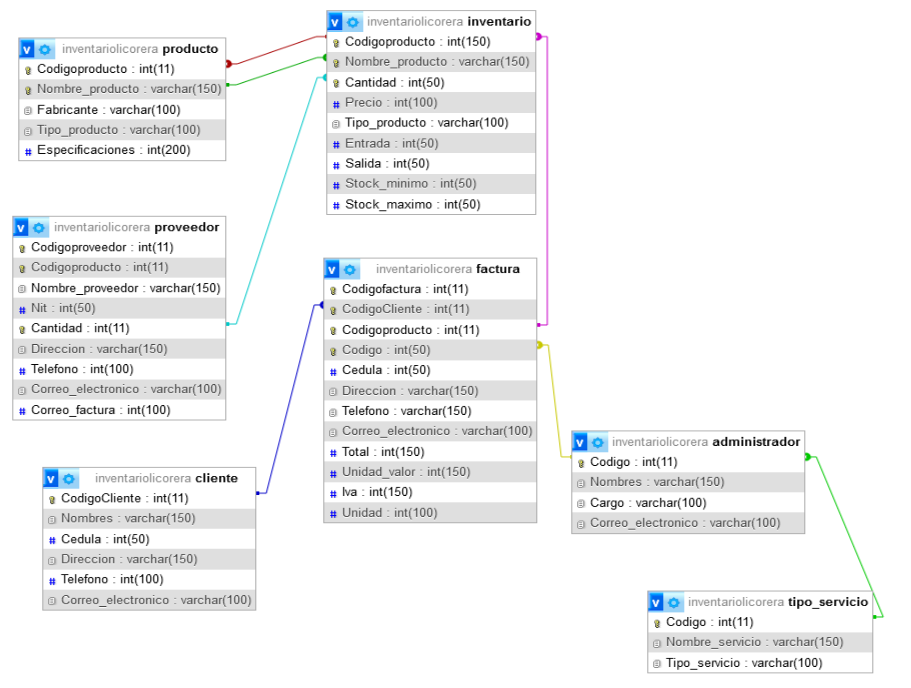 inventariolicorera producto
Codigoproducto : int(11)
Nombre_producto : varchar(150)
Fabricante : varchar(100)
Tipo_producto : varchar(100)
Especificaciones : int(200)
inventariolicorera inventario
Codigoproducto : int(150)
Nombre_producto : varchar(150)
Cantidad : int(50)
Precio : int(100)
Tipo_producto : varchar(100)
Entrada : int(50)
Salida : int(50)
Stock_minimo : int(50)
Stock_maximo : int(50)
inventariolicorera proveedor
Codigoproveedor : int(11)
Codigoproducto : int(11)
Nombre_proveedor : varchar(150)
Nit : int(50)
Cantidad : int(11)
Direccion : varchar(150)
Telefono : int(100)
Correo_electronico : varchar(100)
Correo_factura : int(100)
inventariolicorera factura
Codigofactura : int(11)
CodigoCliente : int(11)
Codigoproducto : int(11)
Codigo : int(50)
Cedula : int(50)
Direccion : varchar(150)
Telefono : varchar(150)
Correo_electronico : varchar(100)
Total : int(150)
Unidad_valor : int(150)
Iva : int(150)
Unidad : int(100)
inventariolicorera cliente
CodigoCliente : int(11)
Nombres : varchar(150)
Cedula : int(50)
Direccion : varchar(150)
Telefono : int(100)
Correo_electronico : varchar(100)
inventariolicorera administrador
Codigo : int(11)
Nombres : varchar(150)
Cargo : varchar(100)
Correo_electronico : varchar(100)
inventariolicorera tipo_servicio
Codigo : int(11)
Nombre_servicio : varchar(150)
Tipo_servicio : varchar(100)